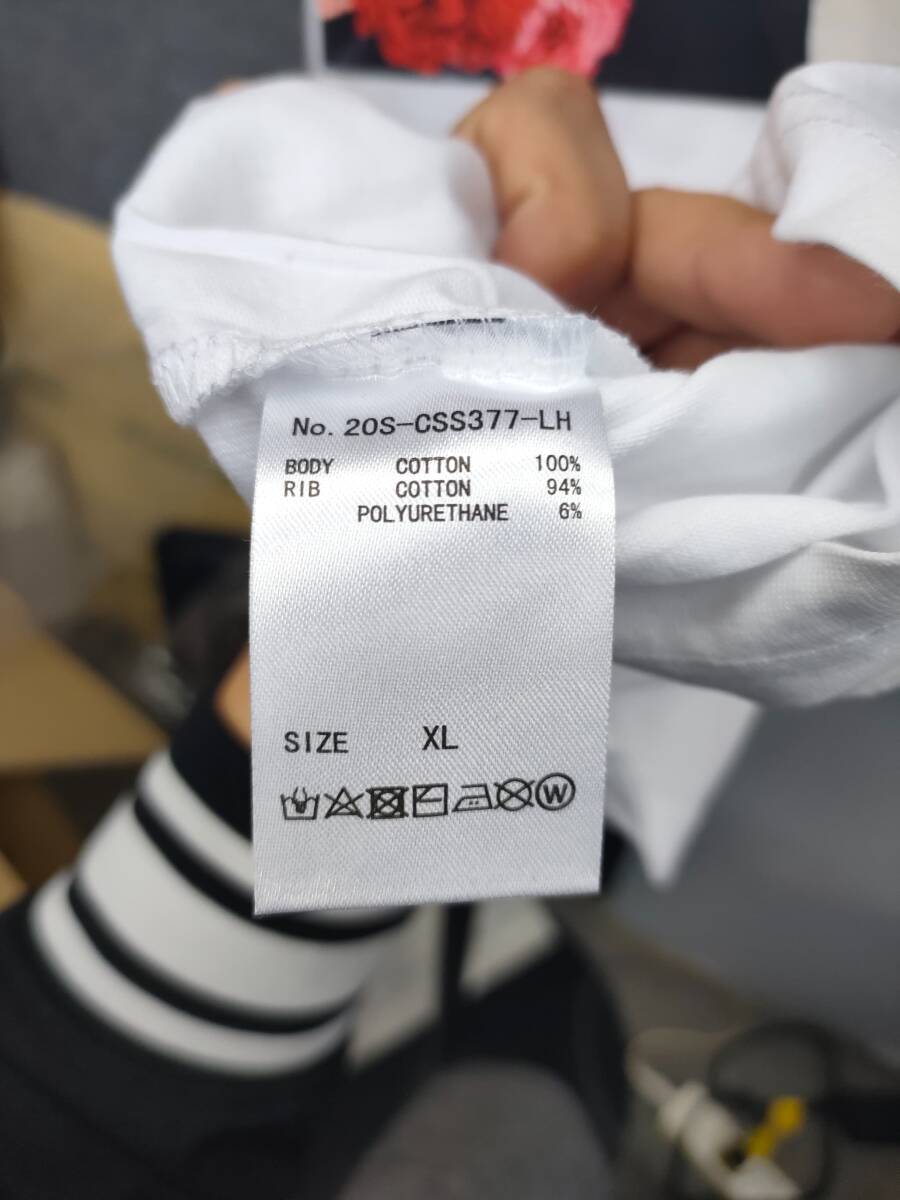 No. 20S-CSS377-LH
BODY COTTON 100%
RIB COTTON 94%
POLYURETHANE 6%
SIZE XL
W